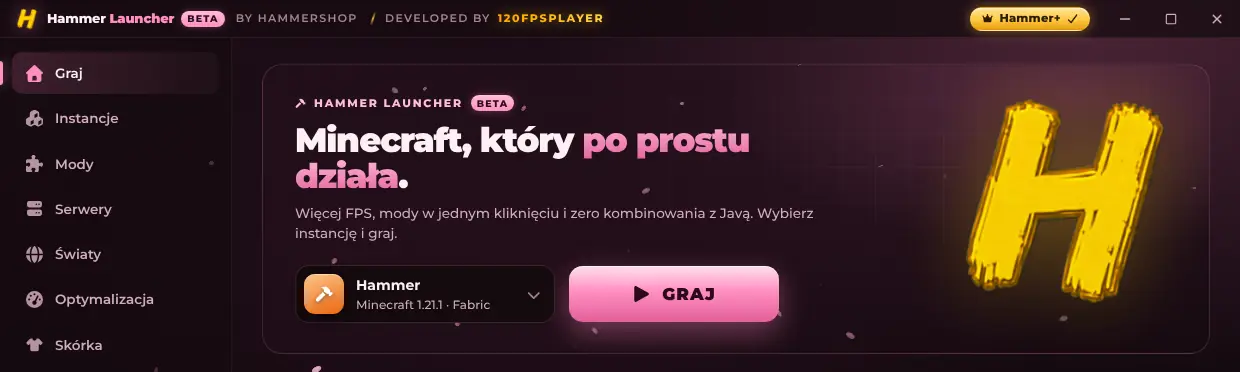 Hammer Launcher BETA BY HAMMERSHOP / DEVELOPED BY 120FPSPLAYER
Hammer+
Graj
Instancje
Mody
Serwery
Światy
Optymalizacja
Skórka
HAMMER LAUNCHER BETA
Minecraft, który po prostu
działa.
Więcej FPS, mody w jednym kliknięciu i zero kombinowania z Javą. Wybierz
instancję i graj.
Hammer
Minecraft 1.21.1 · Fabric
GRAJ
H